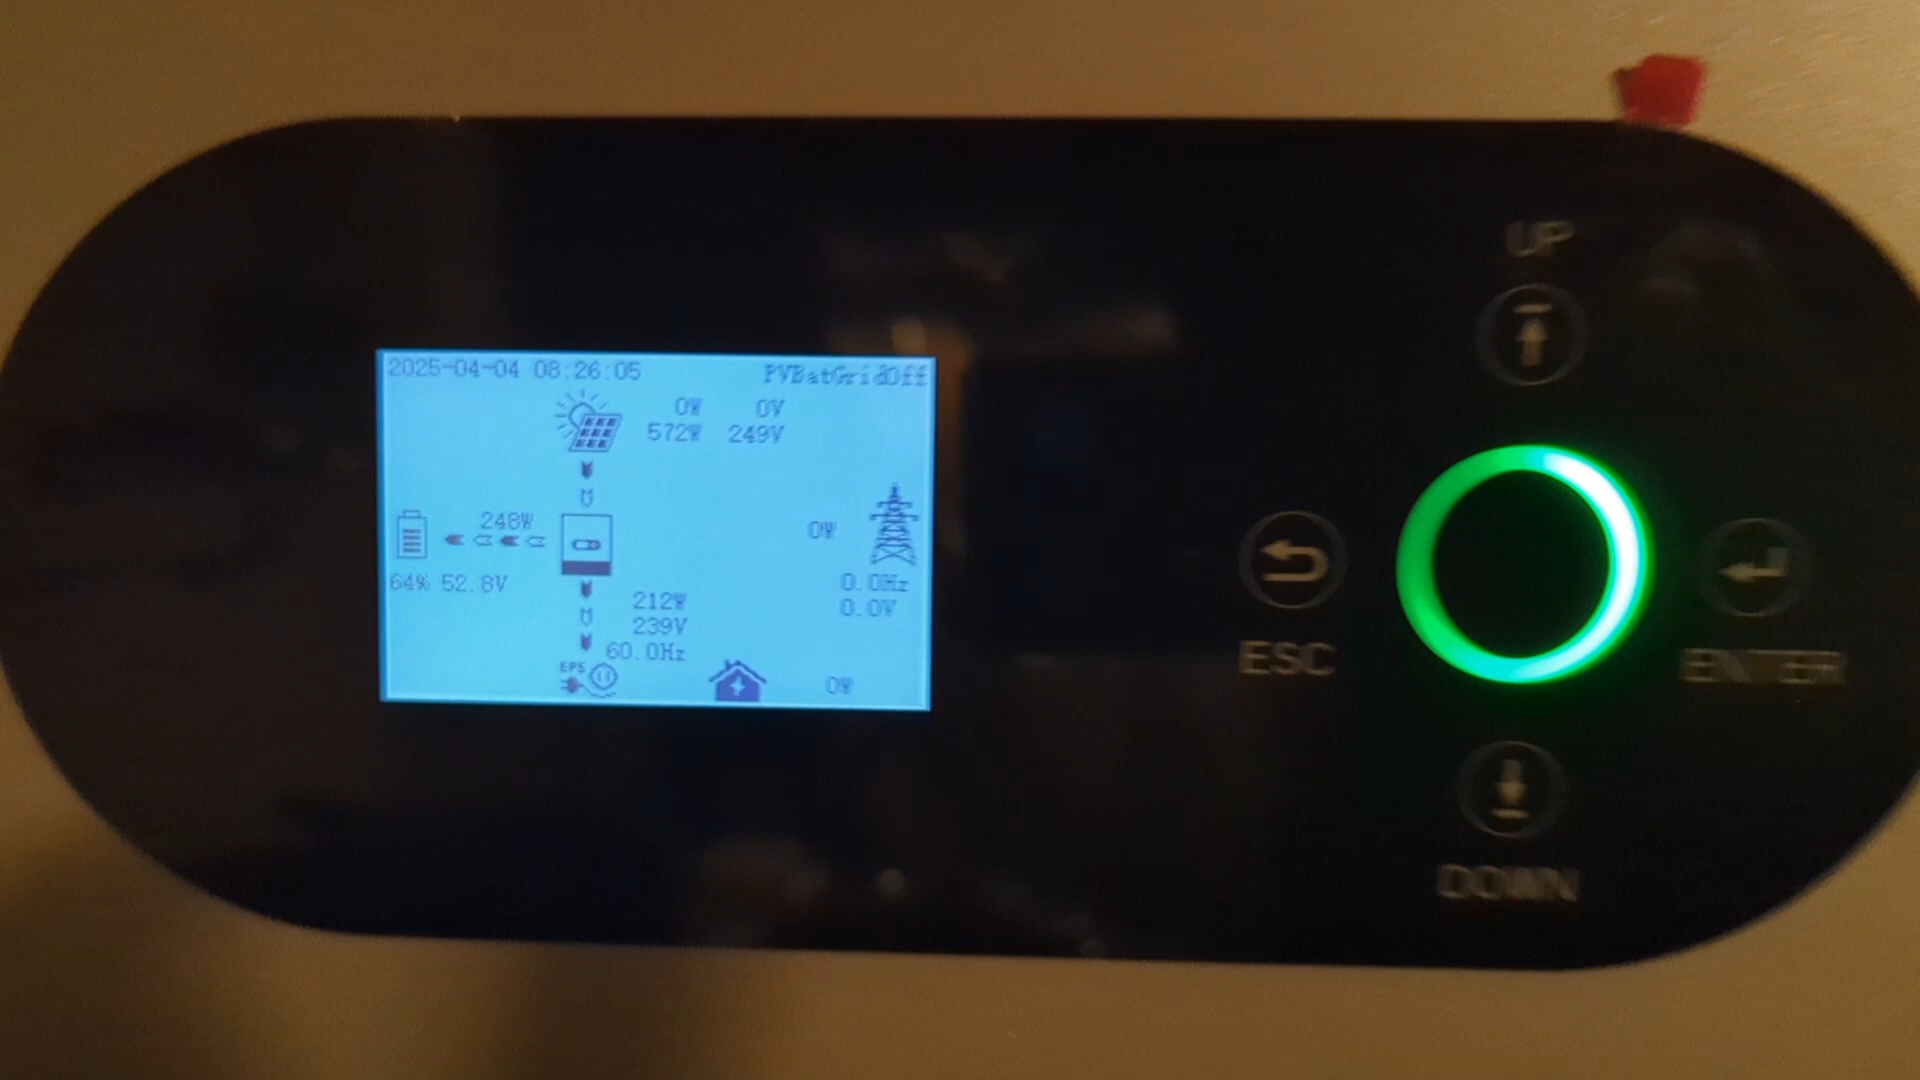 2025-04-04 08:26:05 PVBatGridOff
0W 0V
572W 249V
248W
0W
64% 52.8V
0.0Hz
0.0V
212W
239V
60.0Hz
EPS
0W
UP
ESC
ENTER
DOWN